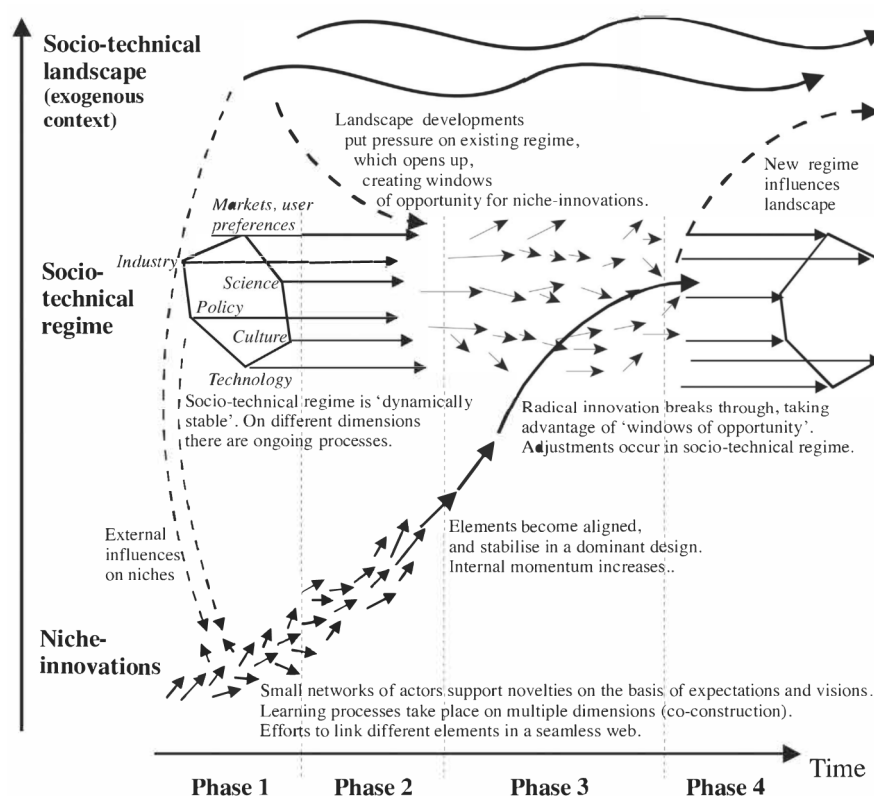 Socio-technical
landscape
(exogenous
context)
Landscape developments
put pressure on existing regime,
which opens up,
creating windows
of opportunity for niche-innovations.
New regime
influences
landscape
Markets, user
preferences
Industry
Science
Policy
Culture
Technology
Socio-
technical
regime
Socio-technical regime is ‘dynamically
stable’. On different dimensions
there are ongoing processes.
Radical innovation breaks through, taking
advantage of ‘windows of opportunity’.
Adjustments occur in socio-technical regime.
External
influences
on niches
Elements become aligned,
and stabilise in a dominant design.
Internal momentum increases..
Niche-
innovations
Small networks of actors support novelties on the basis of expectations and visions.
Learning processes take place on multiple dimensions (co-construction).
Efforts to link different elements in a seamless web.
Time
Phase 1
Phase 2
Phase 3
Phase 4